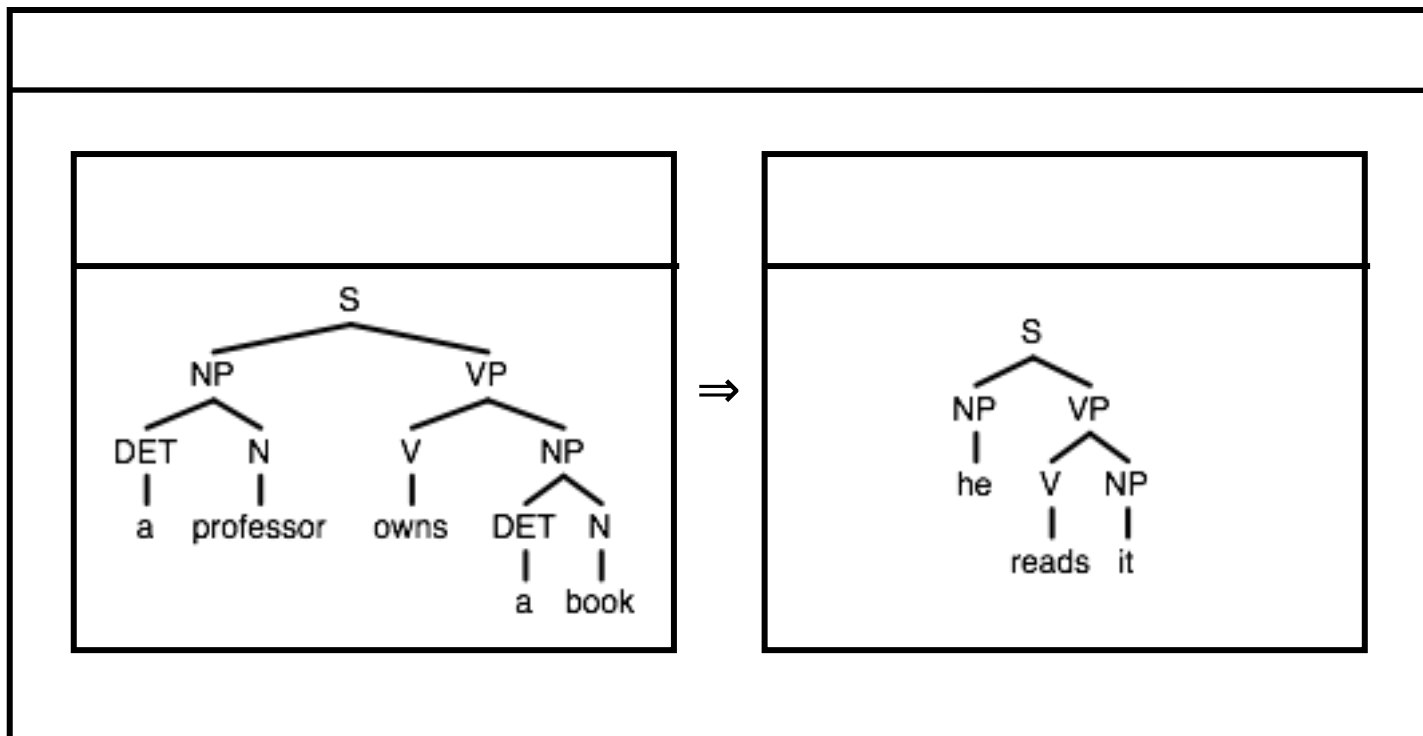 S
NP VP
DET N V NP
a professor owns DET N
a book
⇒
S
NP VP
he V NP
reads it